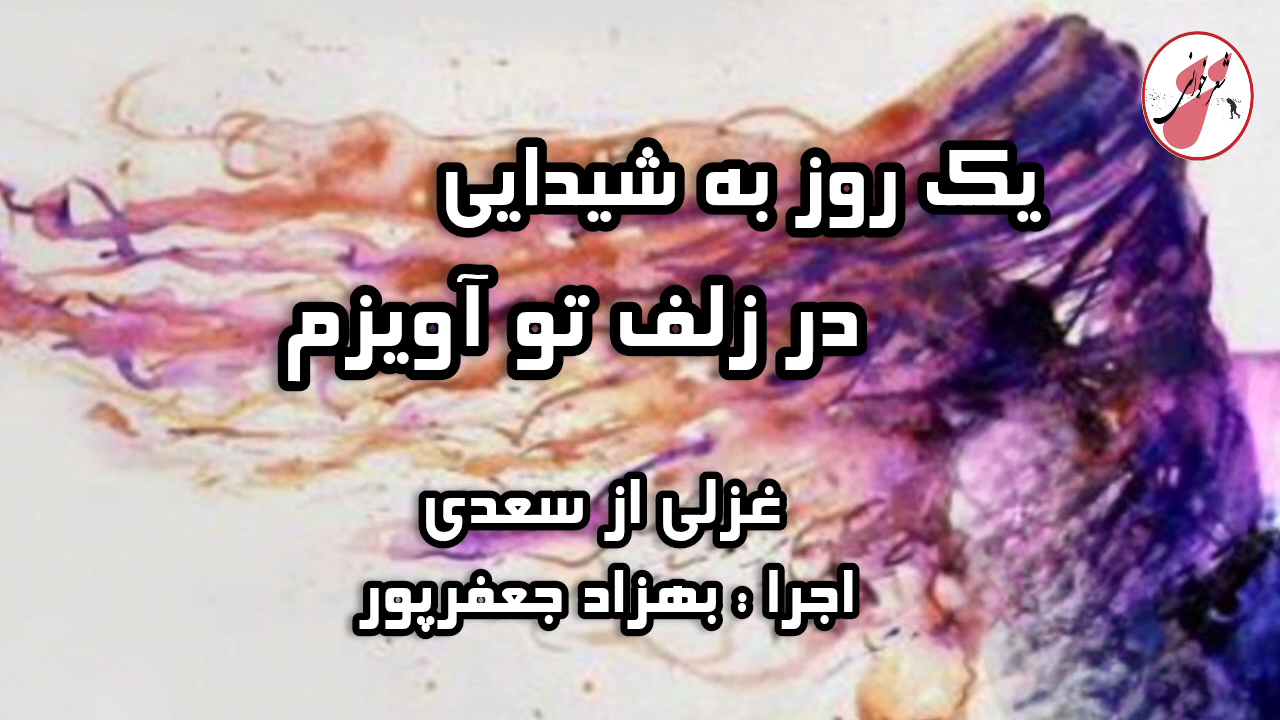 یک روز به شیدایی
در زلف تو آویزم
غزلی از سعدی
اجرا : بهزاد جعفرپور